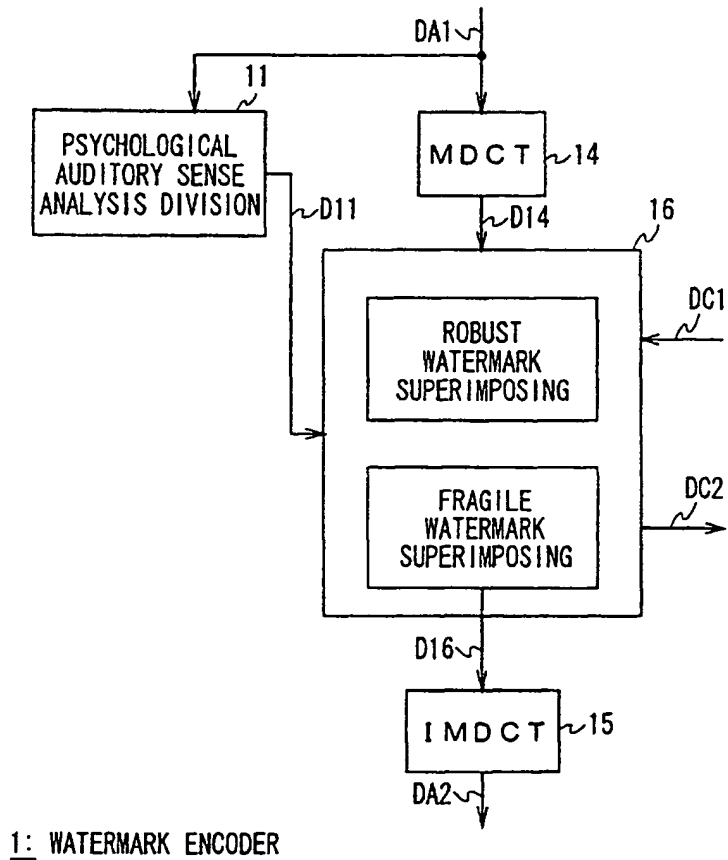 DA1
11
PSYCHOLOGICAL
AUDITORY SENSE
ANALYSIS DIVISION
MDCT
14
D11
D14
16
ROBUST
WATERMARK
SUPERIMPOSING
DC1
FRAGILE
WATERMARK
SUPERIMPOSING
DC2
D16
IMDCT
15
DA2
1: WATERMARK ENCODER